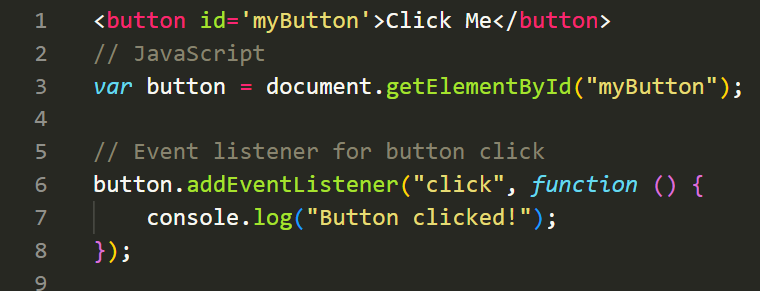 1 <button id='myButton'>Click Me</button>
2 // JavaScript
3 var button = document.getElementById("myButton");
4
5 // Event listener for button click
6 button.addEventListener("click", function () {
7     console.log("Button clicked!");
8 });
9